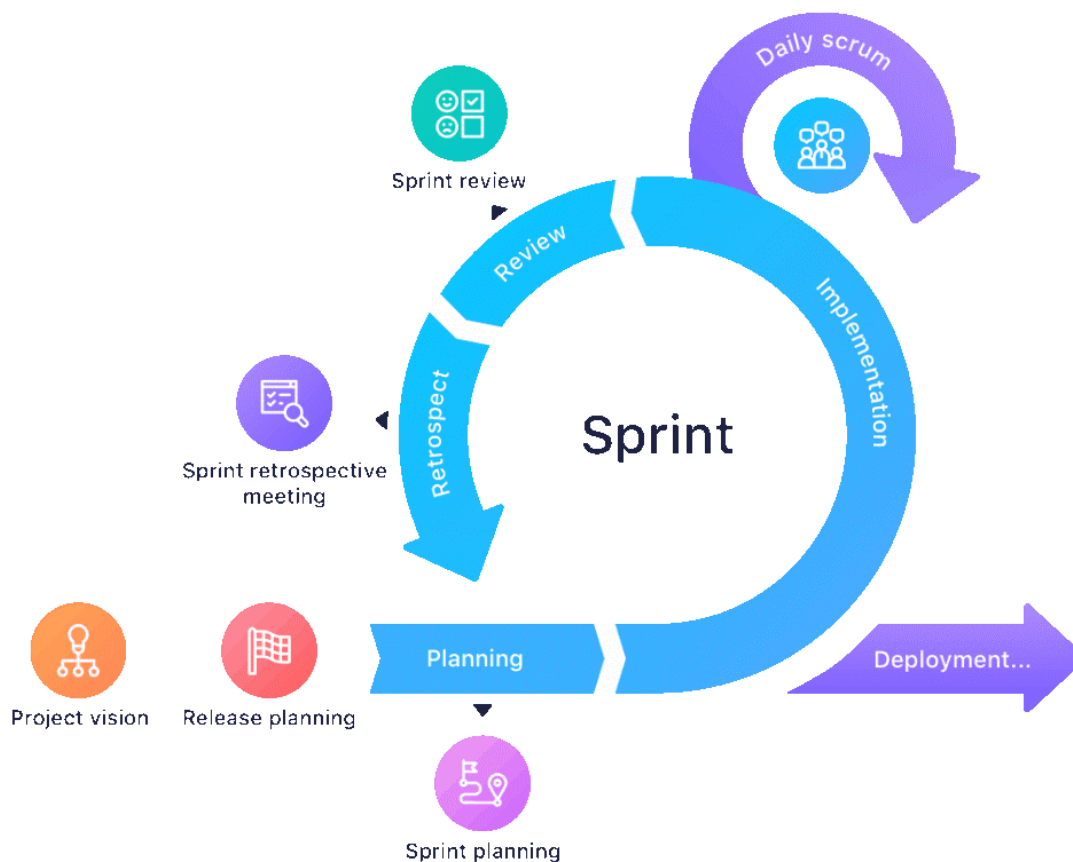 Daily scrum
Sprint review
Review
Implementation
Retrospect
Sprint
Sprint retrospective
meeting
Planning
Deployment...
Project vision
Release planning
Sprint planning